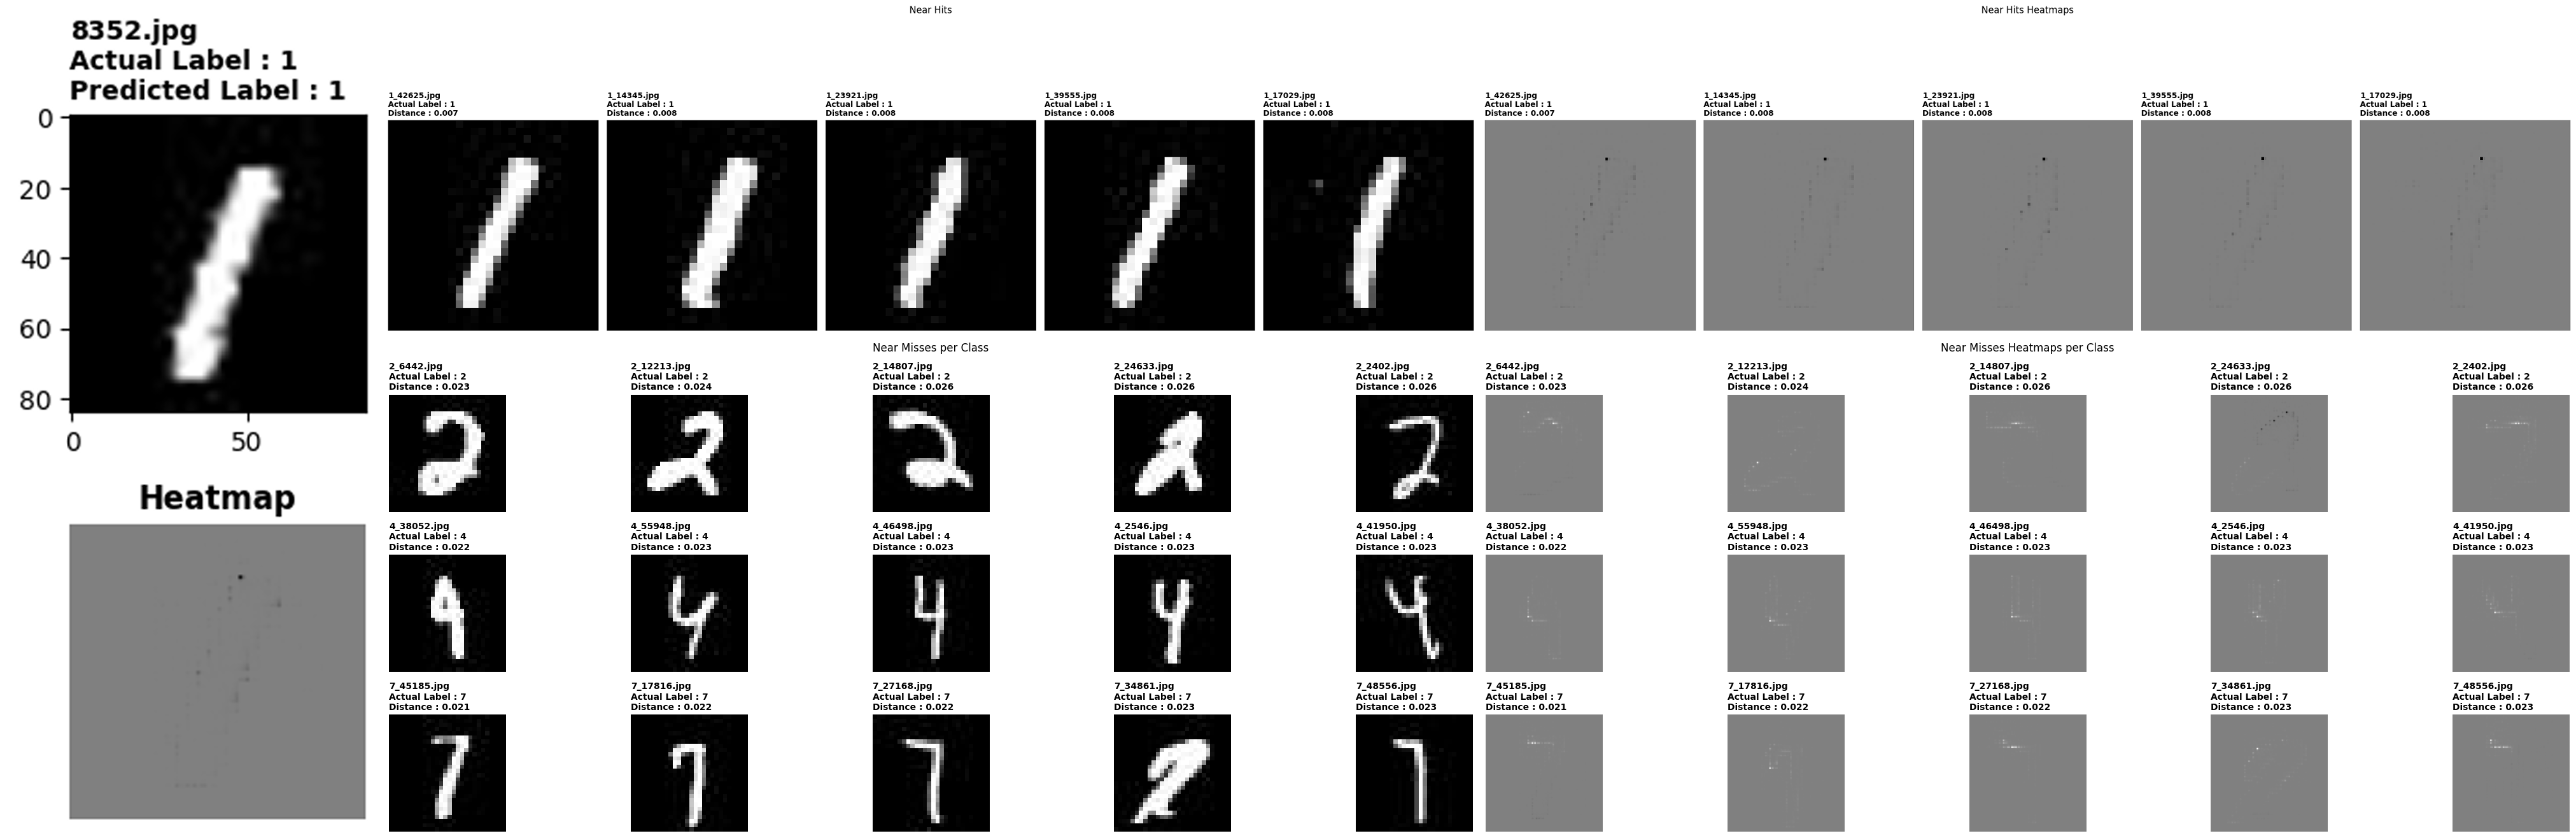 8352.jpg
Actual Label : 1
Predicted Label : 1
0
20
40
60
80
0 50
Heatmap
Near Hits
1_42625.jpg 1_14345.jpg 1_23921.jpg 1_39555.jpg 1_17029.jpg
Actual Label : 1 Actual Label : 1 Actual Label : 1 Actual Label : 1 Actual Label : 1
Distance : 0.007 Distance : 0.008 Distance : 0.008 Distance : 0.008 Distance : 0.008
Near Hits Heatmaps
1_42625.jpg 1_14345.jpg 1_23921.jpg 1_39555.jpg 1_17029.jpg
Actual Label : 1 Actual Label : 1 Actual Label : 1 Actual Label : 1 Actual Label : 1
Distance : 0.007 Distance : 0.008 Distance : 0.008 Distance : 0.008 Distance : 0.008
Near Misses per Class
2_6442.jpg 2_12213.jpg 2_14807.jpg 2_24633.jpg 2_2402.jpg
Actual Label : 2 Actual Label : 2 Actual Label : 2 Actual Label : 2 Actual Label : 2
Distance : 0.023 Distance : 0.024 Distance : 0.026 Distance : 0.026 Distance : 0.026
4_38052.jpg 4_55948.jpg 4_46498.jpg 4_2546.jpg 4_41950.jpg
Actual Label : 4 Actual Label : 4 Actual Label : 4 Actual Label : 4 Actual Label : 4
Distance : 0.022 Distance : 0.023 Distance : 0.023 Distance : 0.023 Distance : 0.023
7_45185.jpg 7_17816.jpg 7_27168.jpg 7_34861.jpg 7_48556.jpg
Actual Label : 7 Actual Label : 7 Actual Label : 7 Actual Label : 7 Actual Label : 7
Distance : 0.021 Distance : 0.022 Distance : 0.022 Distance : 0.023 Distance : 0.023
Near Misses Heatmaps per Class
2_6442.jpg 2_12213.jpg 2_14807.jpg 2_24633.jpg 2_2402.jpg
Actual Label : 2 Actual Label : 2 Actual Label : 2 Actual Label : 2 Actual Label : 2
Distance : 0.023 Distance : 0.024 Distance : 0.026 Distance : 0.026 Distance : 0.026
4_38052.jpg 4_55948.jpg 4_46498.jpg 4_2546.jpg 4_41950.jpg
Actual Label : 4 Actual Label : 4 Actual Label : 4 Actual Label : 4 Actual Label : 4
Distance : 0.022 Distance : 0.023 Distance : 0.023 Distance : 0.023 Distance : 0.023
7_45185.jpg 7_17816.jpg 7_27168.jpg 7_34861.jpg 7_48556.jpg
Actual Label : 7 Actual Label : 7 Actual Label : 7 Actual Label : 7 Actual Label : 7
Distance : 0.021 Distance : 0.022 Distance : 0.022 Distance : 0.023 Distance : 0.023